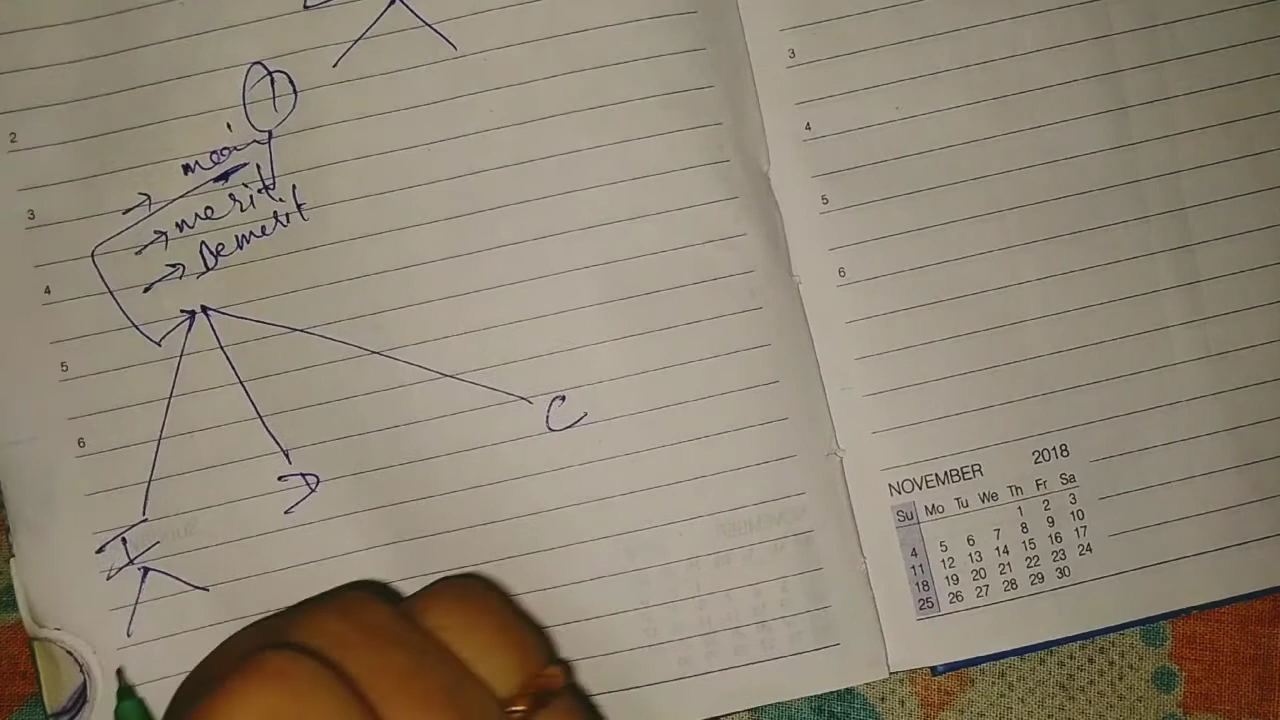 T
→ main
→ merit
→ Demerit
I
D
C
2
3
4
5
6
3
4
5
6
NOVEMBER 2018
Su Mo Tu We Th Fr Sa
1 2 3
4 5 6 7 8 9 10
11 12 13 14 15 16 17
18 19 20 21 22 23 24
25 26 27 28 29 30